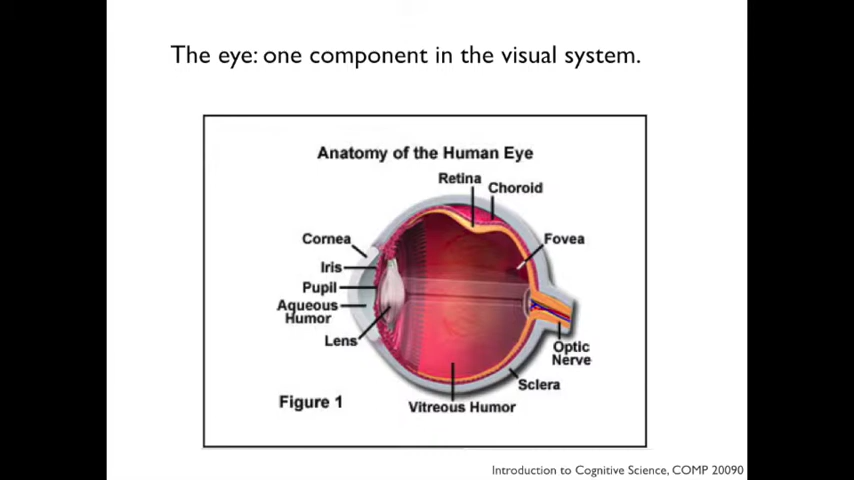 The eye: one component in the visual system.
Anatomy of the Human Eye
Retina
Choroid
Cornea
Fovea
Iris
Pupil
Aqueous
Humor
Lens
Optic
Nerve
Sclera
Figure 1
Vitreous Humor
Introduction to Cognitive Science, COMP 20090